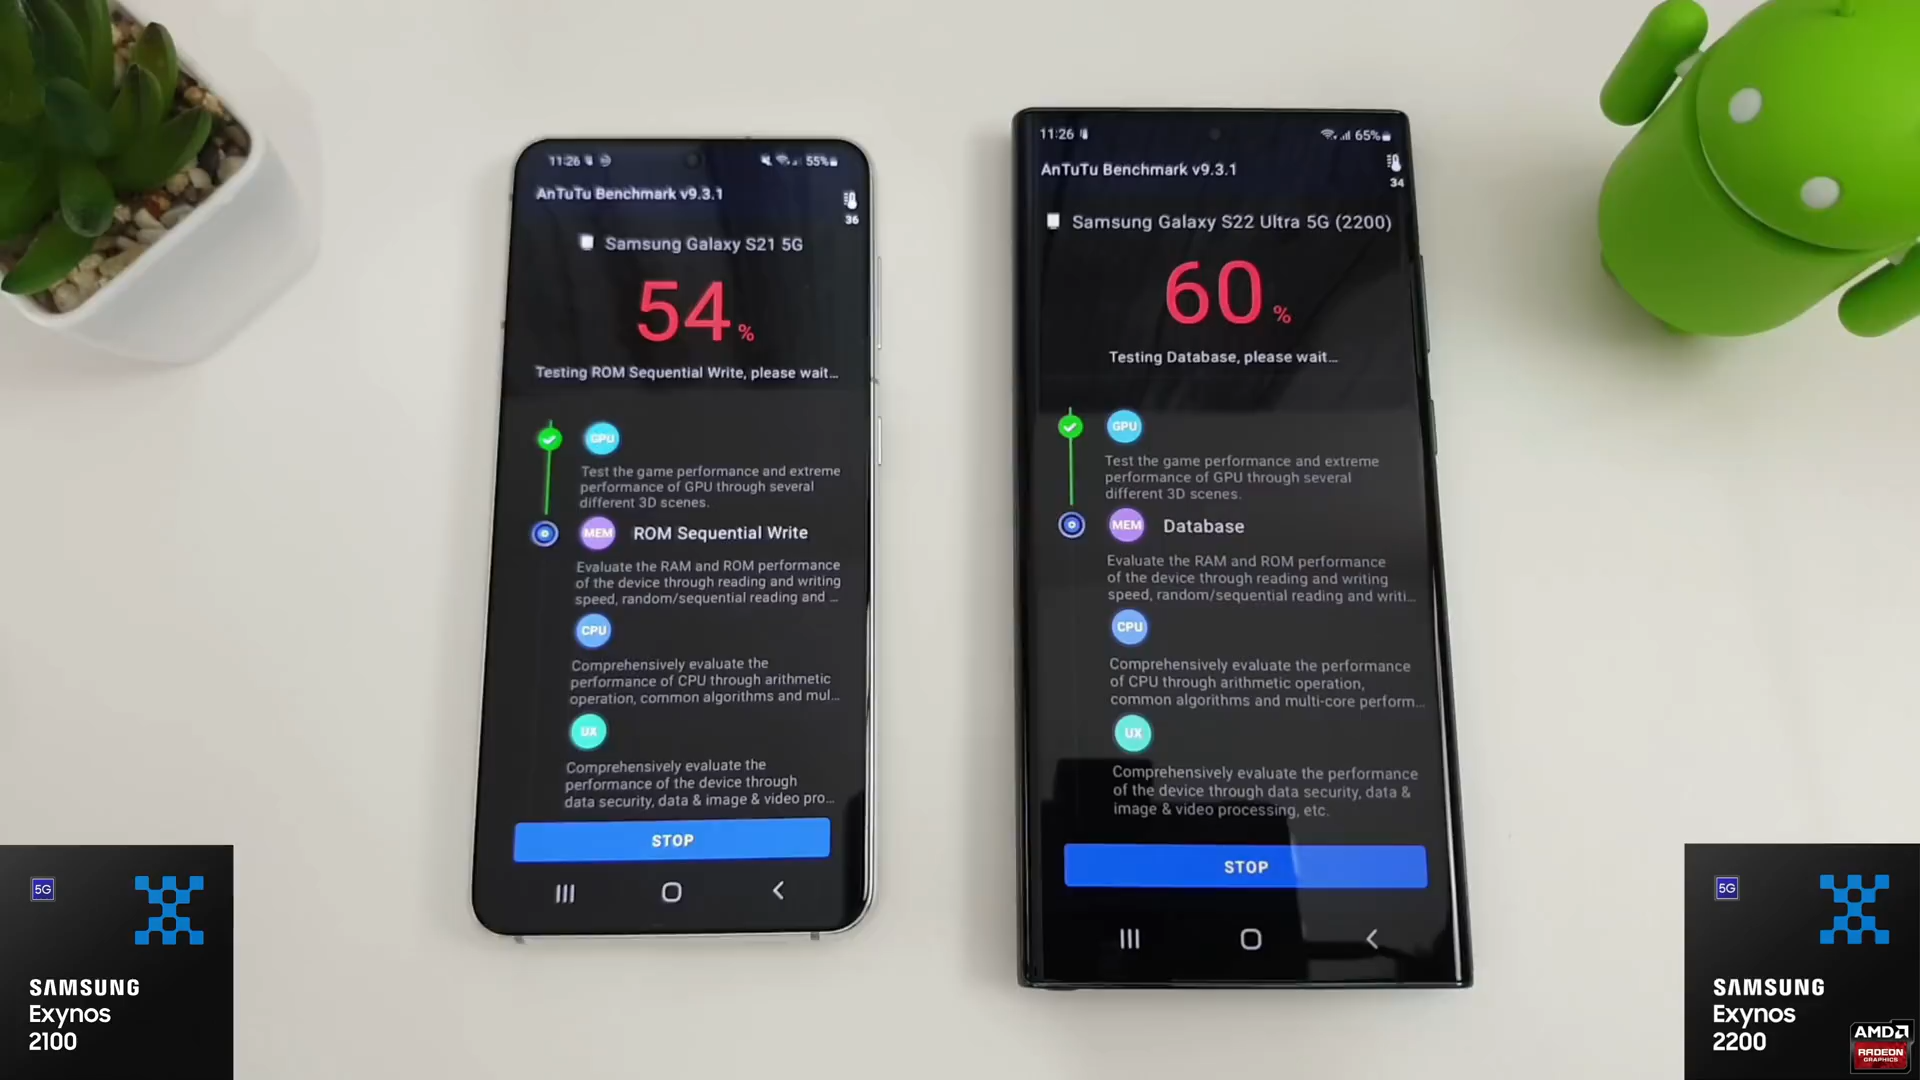 11:26
55%
AnTuTu Benchmark v9.3.1
36
Samsung Galaxy S21 5G
54%
Testing ROM Sequential Write, please wait...
GPU
Test the game performance and extreme
performance of GPU through several
different 3D scenes.
MEM
ROM Sequential Write
Evaluate the RAM and ROM performance
of the device through reading and writing
speed, random/sequential reading and ...
CPU
Comprehensively evaluate the
performance of CPU through arithmetic
operation, common algorithms and mul...
UX
Comprehensively evaluate the
performance of the device through
data security, data & image & video pro...
STOP
11:26
65%
AnTuTu Benchmark v9.3.1
34
Samsung Galaxy S22 Ultra 5G (2200)
60%
Testing Database, please wait...
GPU
Test the game performance and extreme
performance of GPU through several
different 3D scenes.
MEM
Database
Evaluate the RAM and ROM performance
of the device through reading and writing
speed, random/sequential reading and writi...
CPU
Comprehensively evaluate the performance
of CPU through arithmetic operation,
common algorithms and multi-core perform...
UX
Comprehensively evaluate the performance
of the device through data security, data &
image & video processing, etc.
STOP
5G
SAMSUNG
Exynos
2100
5G
SAMSUNG
Exynos
2200
AMD
RADEON
GRAPHICS